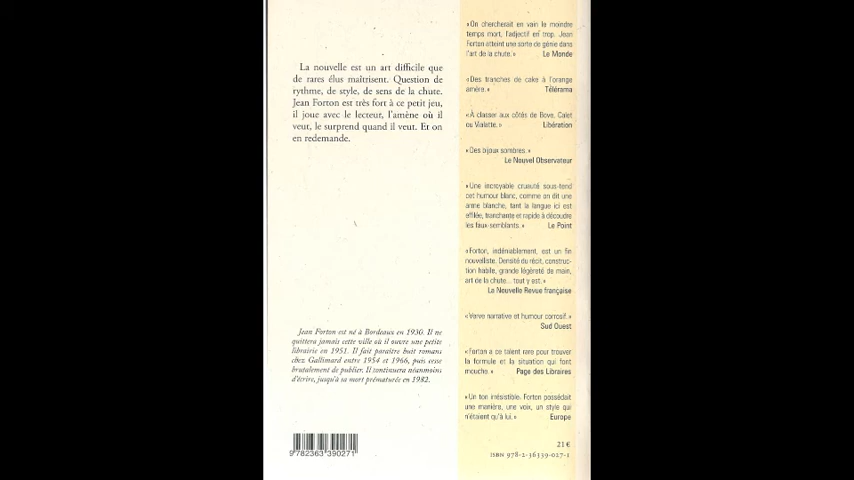 La nouvelle est un art difficile que
de rares élus maîtrisent. Question de
rythme, de style, de sens de la chute.
Jean Forton est très fort à ce petit jeu,
il joue avec le lecteur, l'amène où il
veut, le surprend quand il veut. Et on
en redemande.
Jean Forton est né à Bordeaux en 1930. Il ne
quittera jamais cette ville où il ouvre une petite
librairie en 1951. Il fait paraître huit romans
chez Gallimard entre 1954 et 1966, puis cesse
brutalement de publier. Il continuera néanmoins
d'écrire, jusqu'à sa mort prématurée en 1982.
9782363390271
«On chercherait en vain le moindre
temps mort, l'adjectif en trop. Jean
Forton atteint une sorte de génie dans
l'art de la chute.» Le Monde
«Des tranches de cake à l'orange
amère.» Télérama
«À classer aux côtés de Bove, Calet
ou Vialatte.» Libération
«Des bijoux sombres.»
Le Nouvel Observateur
«Une incroyable cruauté sous-tend
cet humour blanc, comme on dit une
arme blanche, tant la langue ici est
effilée, tranchante et rapide à découdre
les faux-semblants.» Le Point
«Forton, indéniablement, est un fin
nouvelliste. Densité du récit, construc-
tion habile, grande légèreté de main,
art de la chute... tout y est.»
La Nouvelle Revue française
«Verve narrative et humour corrosif.»
Sud Ouest
«Forton a ce talent rare pour trouver
la formule et la situation qui font
mouche.» Page des Libraires
«Un ton irrésistible. Forton possédait
une manière, une voix, un style qui
n'étaient qu'à lui.» Europe
21 €
ISBN 978-2-36339-027-1